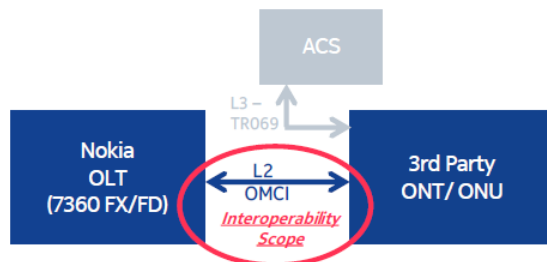 ACS
L3 –
TR069
Nokia
OLT
(7360 FX/FD)
L2
OMCI
Interoperability
Scope
3rd Party
ONT/ ONU